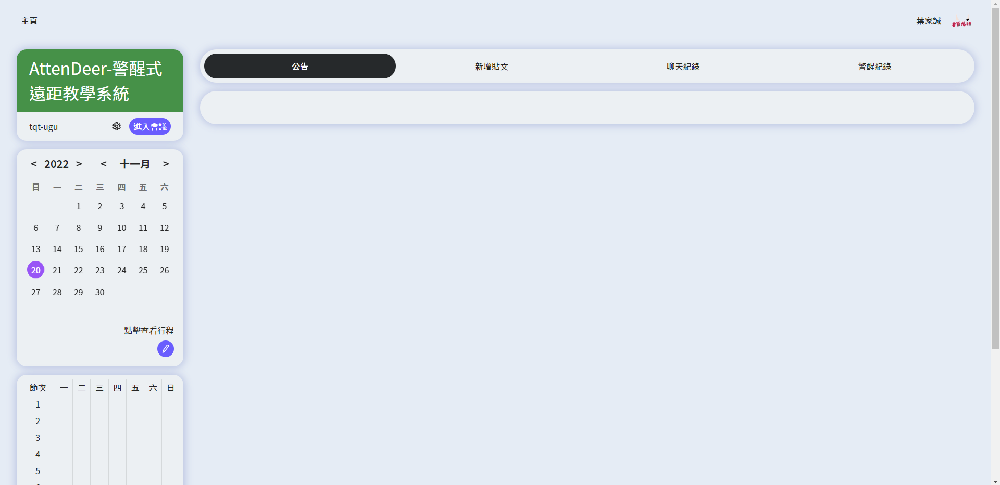 主頁
葉家誠
#百鬼組
AttenDeer-警醒式
遠距教學系統
tqt-ugu
進入會議
公告
新增貼文
聊天紀錄
警醒紀錄
< 2022 > < 十一月 >
日 一 二 三 四 五 六
1 2 3 4 5
6 7 8 9 10 11 12
13 14 15 16 17 18 19
20 21 22 23 24 25 26
27 28 29 30
點擊查看行程
節次 一 二 三 四 五 六 日
1
2
3
4
5